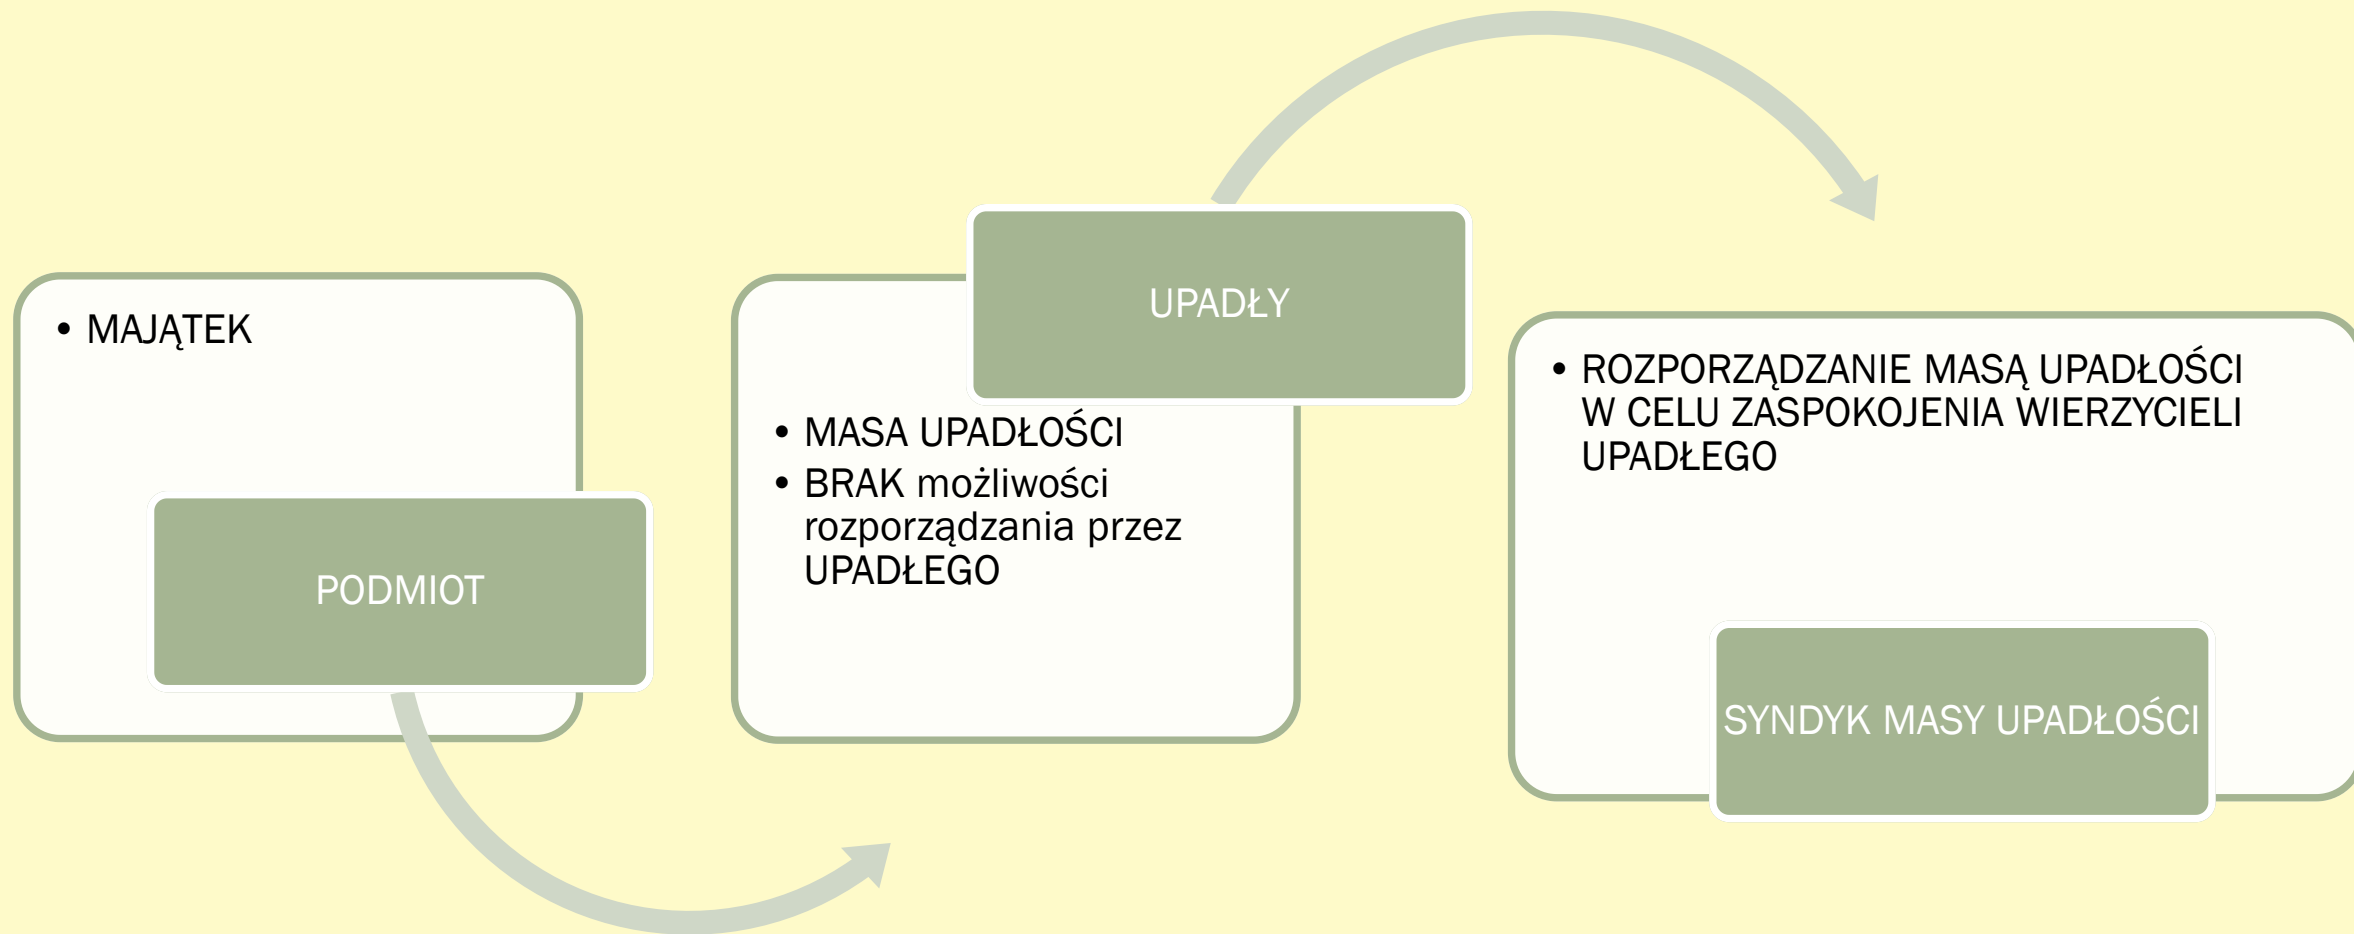 • MAJĄTEK
PODMIOT
UPADŁY
• MASA UPADŁOŚCI
• BRAK możliwości
rozporządzania przez
UPADŁEGO
• ROZPORZĄDZANIE MASĄ UPADŁOŚCI
W CELU ZASPOKOJENIA WIERZYCIELI
UPADŁEGO
SYNDYK MASY UPADŁOŚCI